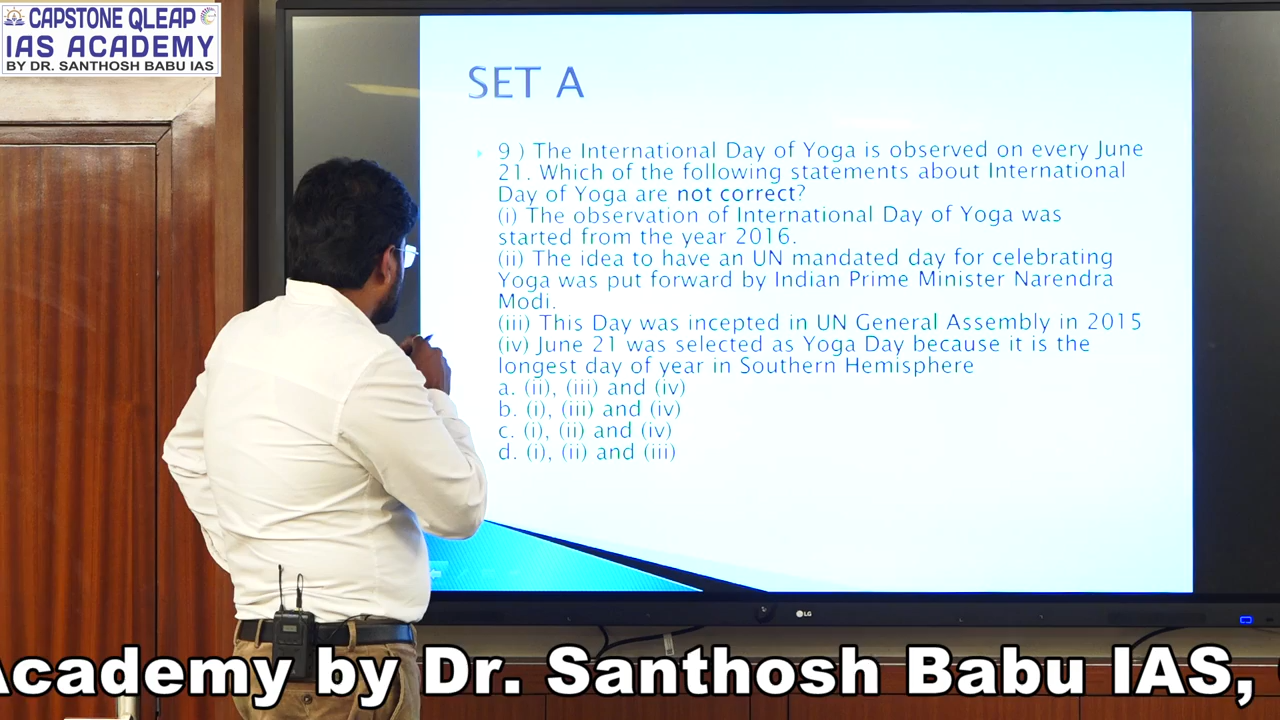 CAPSTONE QLEAP
IAS ACADEMY
BY DR. SANTHOSH BABU IAS
SET A
9 ) The International Day of Yoga is observed on every June
21. Which of the following statements about International
Day of Yoga are not correct?
(i) The observation of International Day of Yoga was
started from the year 2016.
(ii) The idea to have an UN mandated day for celebrating
Yoga was put forward by Indian Prime Minister Narendra
Modi.
(iii) This Day was incepted in UN General Assembly in 2015
(iv) June 21 was selected as Yoga Day because it is the
longest day of year in Southern Hemisphere
a. (ii), (iii) and (iv)
b. (i), (iii) and (iv)
c. (i), (ii) and (iv)
d. (i), (ii) and (iii)
LG
Academy by Dr. Santhosh Babu IAS,